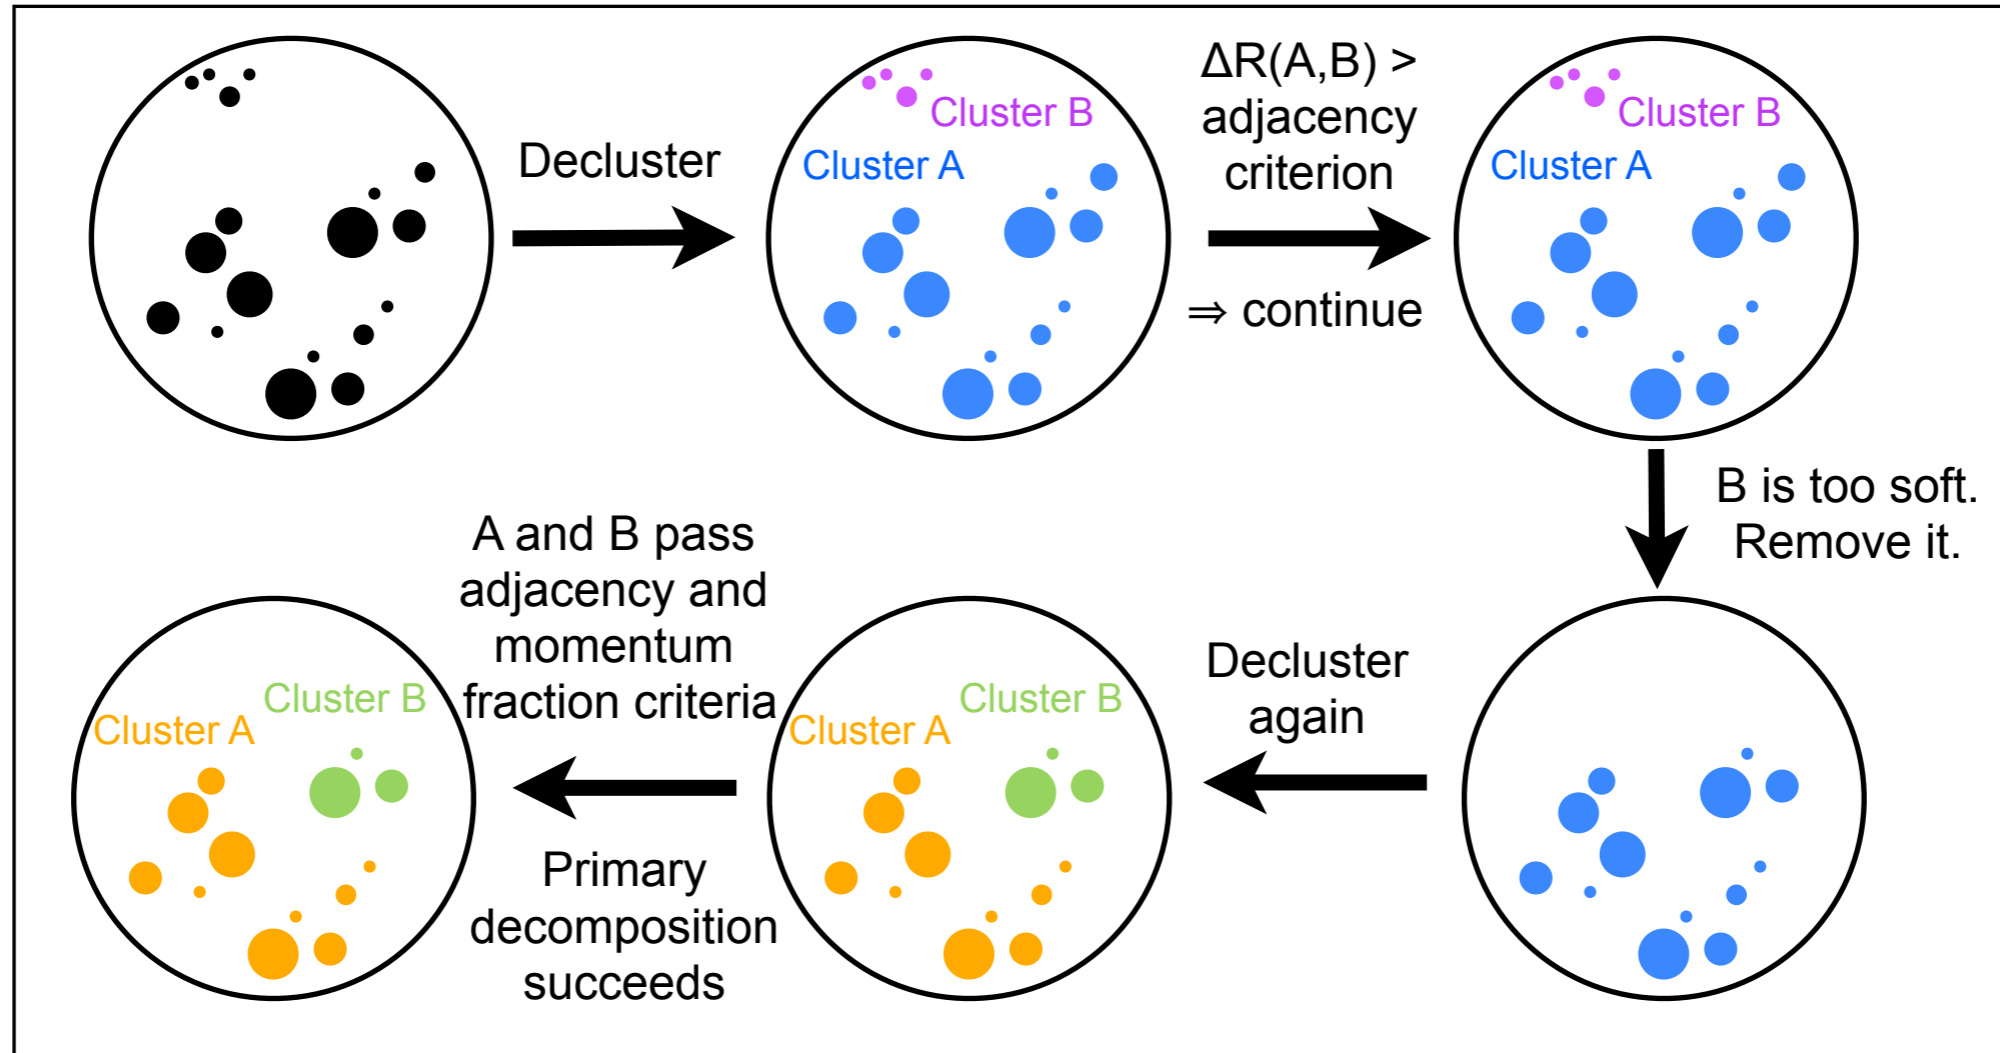 Decluster
Cluster B
Cluster A
ΔR(A,B) >
adjacency
criterion
⇒ continue
Cluster B
Cluster A
B is too soft.
Remove it.
Decluster
again
Cluster B
Cluster A
A and B pass
adjacency and
momentum
fraction criteria
Primary
decomposition
succeeds
Cluster B
Cluster A